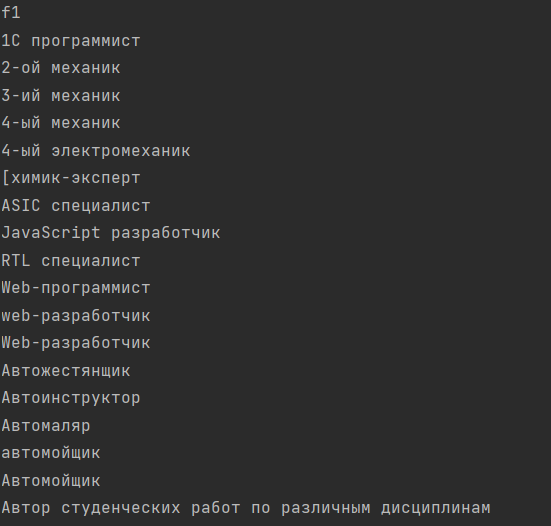 f1
1С программист
2-ой механик
3-ий механик
4-ый механик
4-ый электромеханик
[химик-эксперт
ASIC специалист
JavaScript разработчик
RTL специалист
Web-программист
web-разработчик
Web-разработчик
Автожестянщик
Автоинструктор
Автомаляр
автомойщик
Автомойщик
Автор студенческих работ по различным дисциплинам